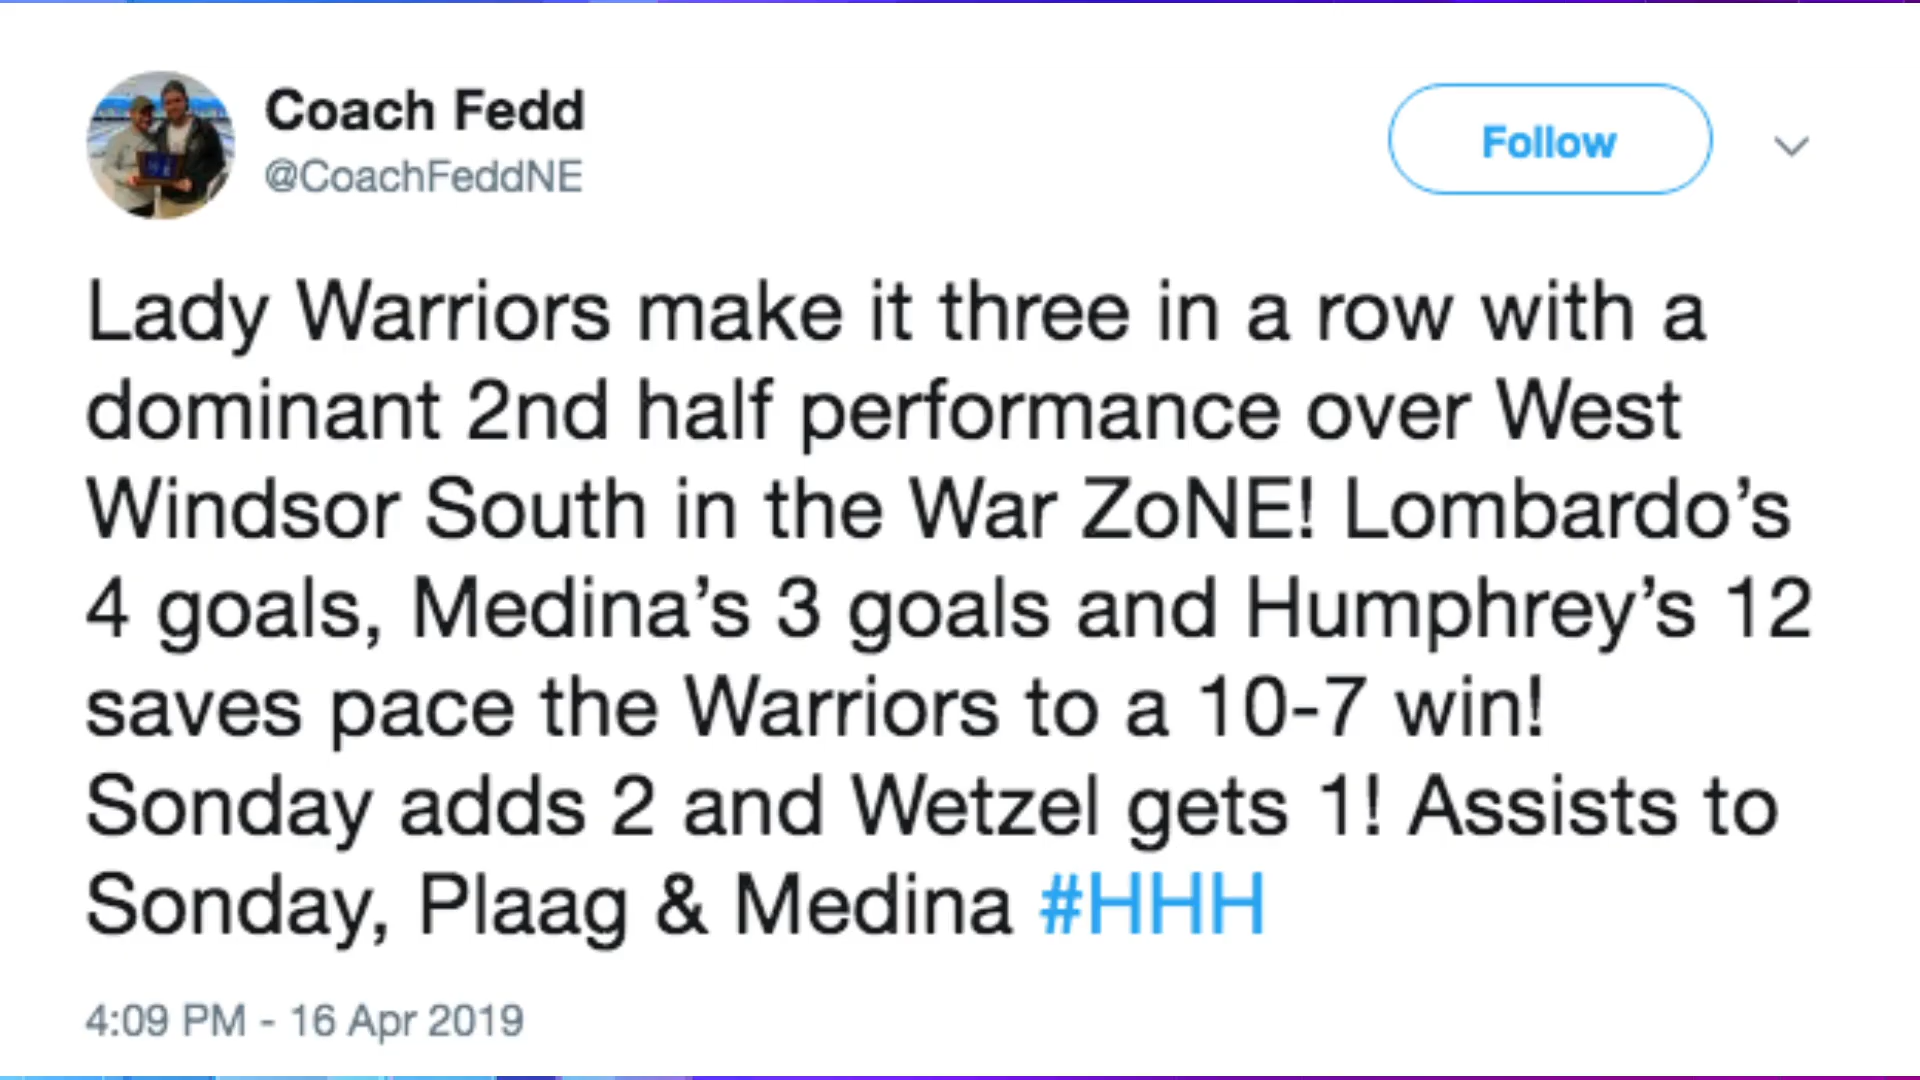 Coach Fedd
@CoachFeddNE
Follow
Lady Warriors make it three in a row with a
dominant 2nd half performance over West
Windsor South in the War ZoNE! Lombardo’s
4 goals, Medina’s 3 goals and Humphrey’s 12
saves pace the Warriors to a 10-7 win!
Sonday adds 2 and Wetzel gets 1! Assists to
Sonday, Plaag & Medina #HHH
4:09 PM - 16 Apr 2019